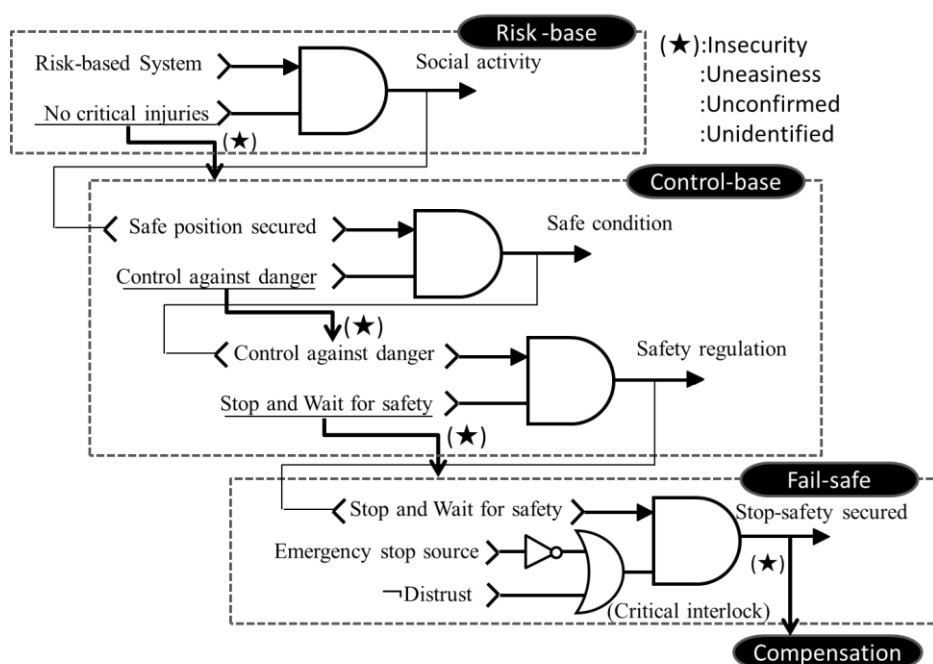 Risk -base
Risk-based System
Social activity
(★):Insecurity
:Uneasiness
:Unconfirmed
:Unidentified
No critical injuries
(★)
Control-base
Safe position secured
Safe condition
Control against danger
(★)
Control against danger
Safety regulation
Stop and Wait for safety
(★)
Fail-safe
Stop and Wait for safety
Stop-safety secured
Emergency stop source
(★)
¬Distrust
(Critical interlock)
Compensation